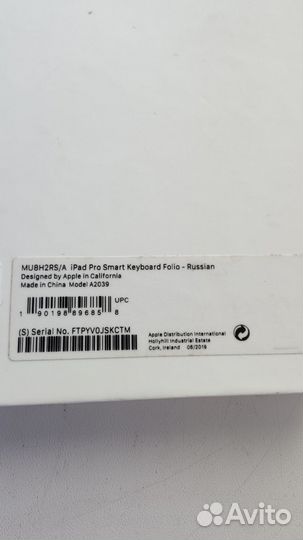 MU8H2RS/A iPad Pro Smart Keyboard Folio - Russian
Designed by Apple in California
Made in China Model A2039
UPC
1 90198 89685 8
(S) Serial No. FTPYV0JSKCTM
Apple Distribution International
Hollyhill Industrial Estate
Cork, Ireland 06/2019
Avito